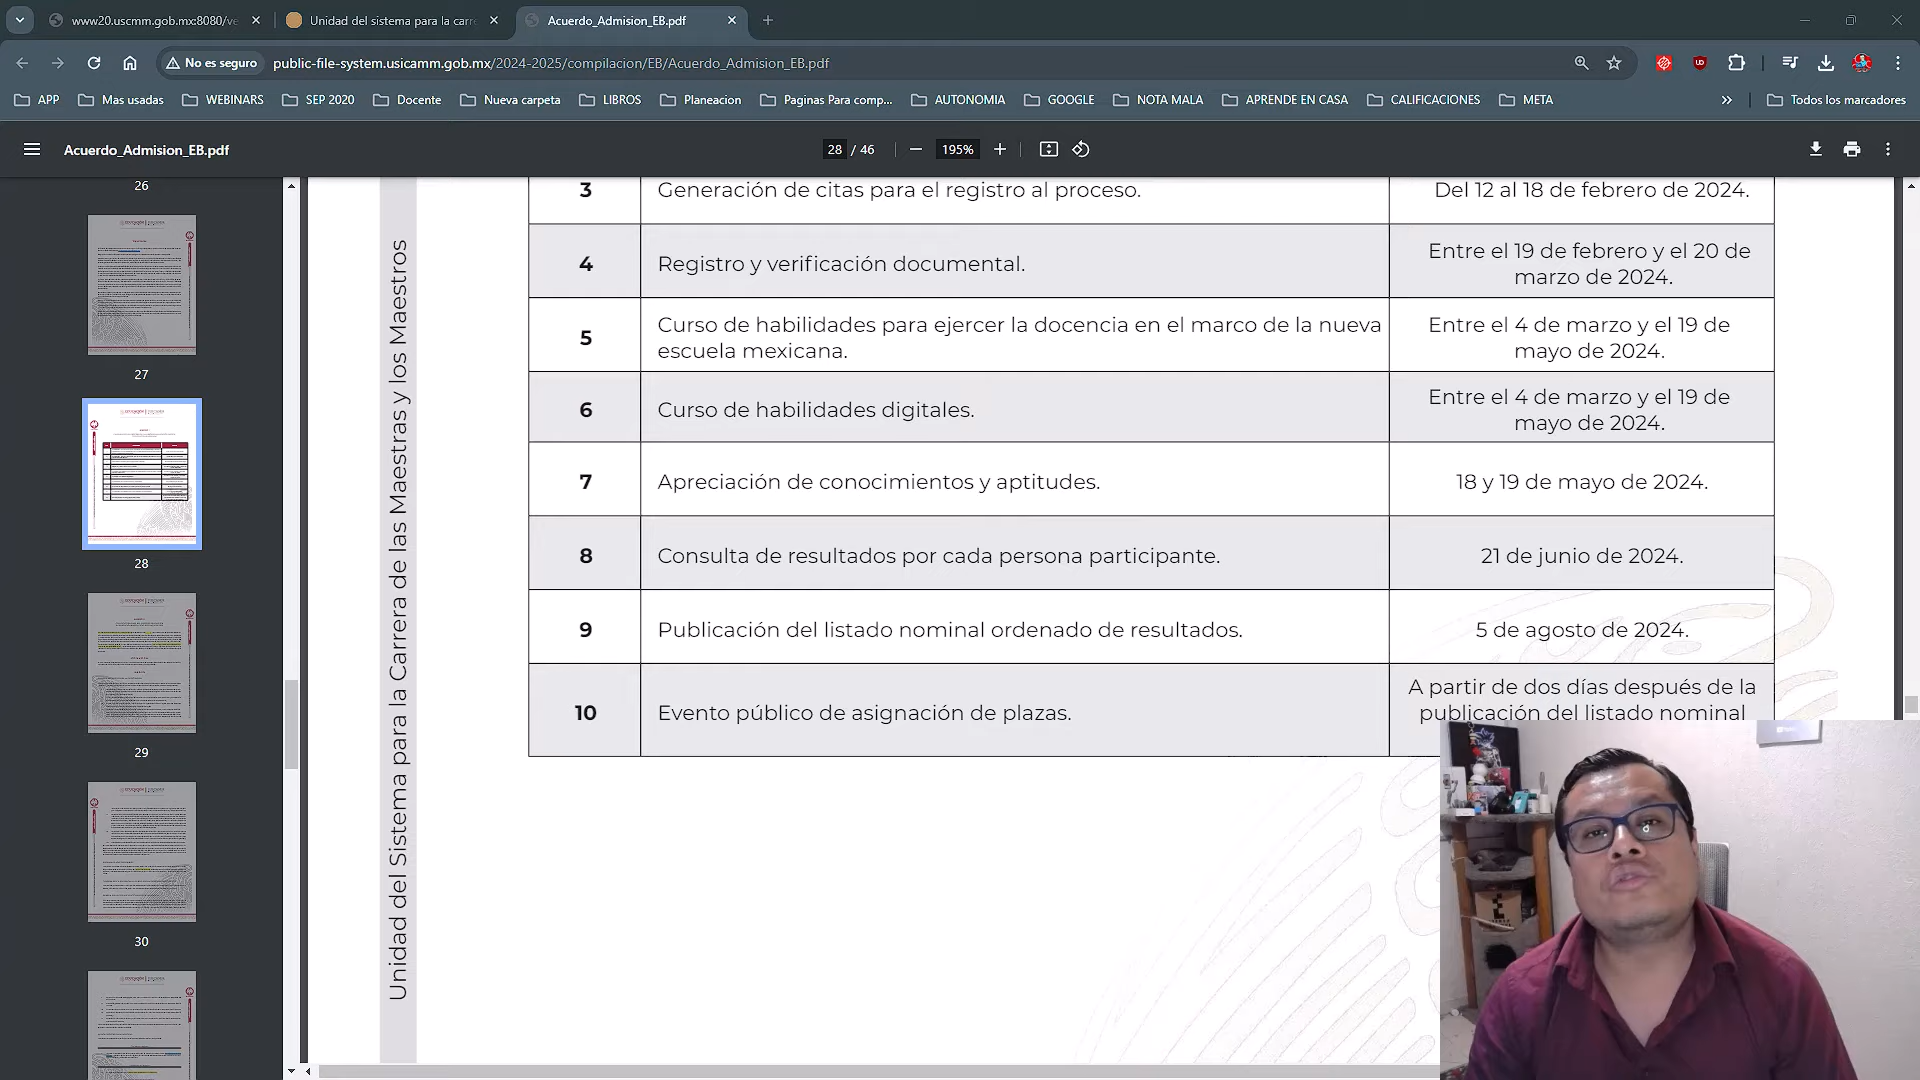 www20.uscmm.gob.mx:8080/ve
Unidad del sistema para la carre
Acuerdo_Admision_EB.pdf
No es seguro
public-file-system.usicamm.gob.mx/2024-2025/compilacion/EB/Acuerdo_Admision_EB.pdf
APP
Mas usadas
WEBINARS
SEP 2020
Docente
Nueva carpeta
LIBROS
Planeacion
Paginas Para comp...
AUTONOMIA
GOOGLE
NOTA MALA
APRENDE EN CASA
CALIFICACIONES
META
Todos los marcadores
Acuerdo_Admision_EB.pdf
28 / 46
195%
26
27
28
29
30
Unidad del Sistema para la Carrera de las Maestras y los Maestros
3
Generación de citas para el registro al proceso.
Del 12 al 18 de febrero de 2024.
4
Registro y verificación documental.
Entre el 19 de febrero y el 20 de
marzo de 2024.
5
Curso de habilidades para ejercer la docencia en el marco de la nueva
escuela mexicana.
Entre el 4 de marzo y el 19 de
mayo de 2024.
6
Curso de habilidades digitales.
Entre el 4 de marzo y el 19 de
mayo de 2024.
7
Apreciación de conocimientos y aptitudes.
18 y 19 de mayo de 2024.
8
Consulta de resultados por cada persona participante.
21 de junio de 2024.
9
Publicación del listado nominal ordenado de resultados.
5 de agosto de 2024.
10
Evento público de asignación de plazas.
A partir de dos días después de la
publicación del listado nominal